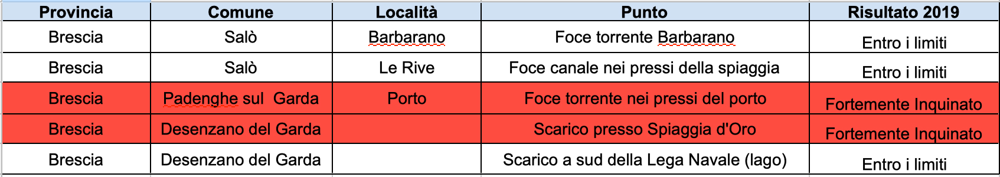 Provincia Comune Località Punto Risultato 2019
Brescia Salò Barbarano Foce torrente Barbarano Entro i limiti
Brescia Salò Le Rive Foce canale nei pressi della spiaggia Entro i limiti
Brescia Padenghe sul  Garda Porto Foce torrente nei pressi del porto Fortemente Inquinato
Brescia Desenzano del Garda Scarico presso Spiaggia d'Oro Fortemente Inquinato
Brescia Desenzano del Garda Scarico a sud della Lega Navale (lago) Entro i limiti